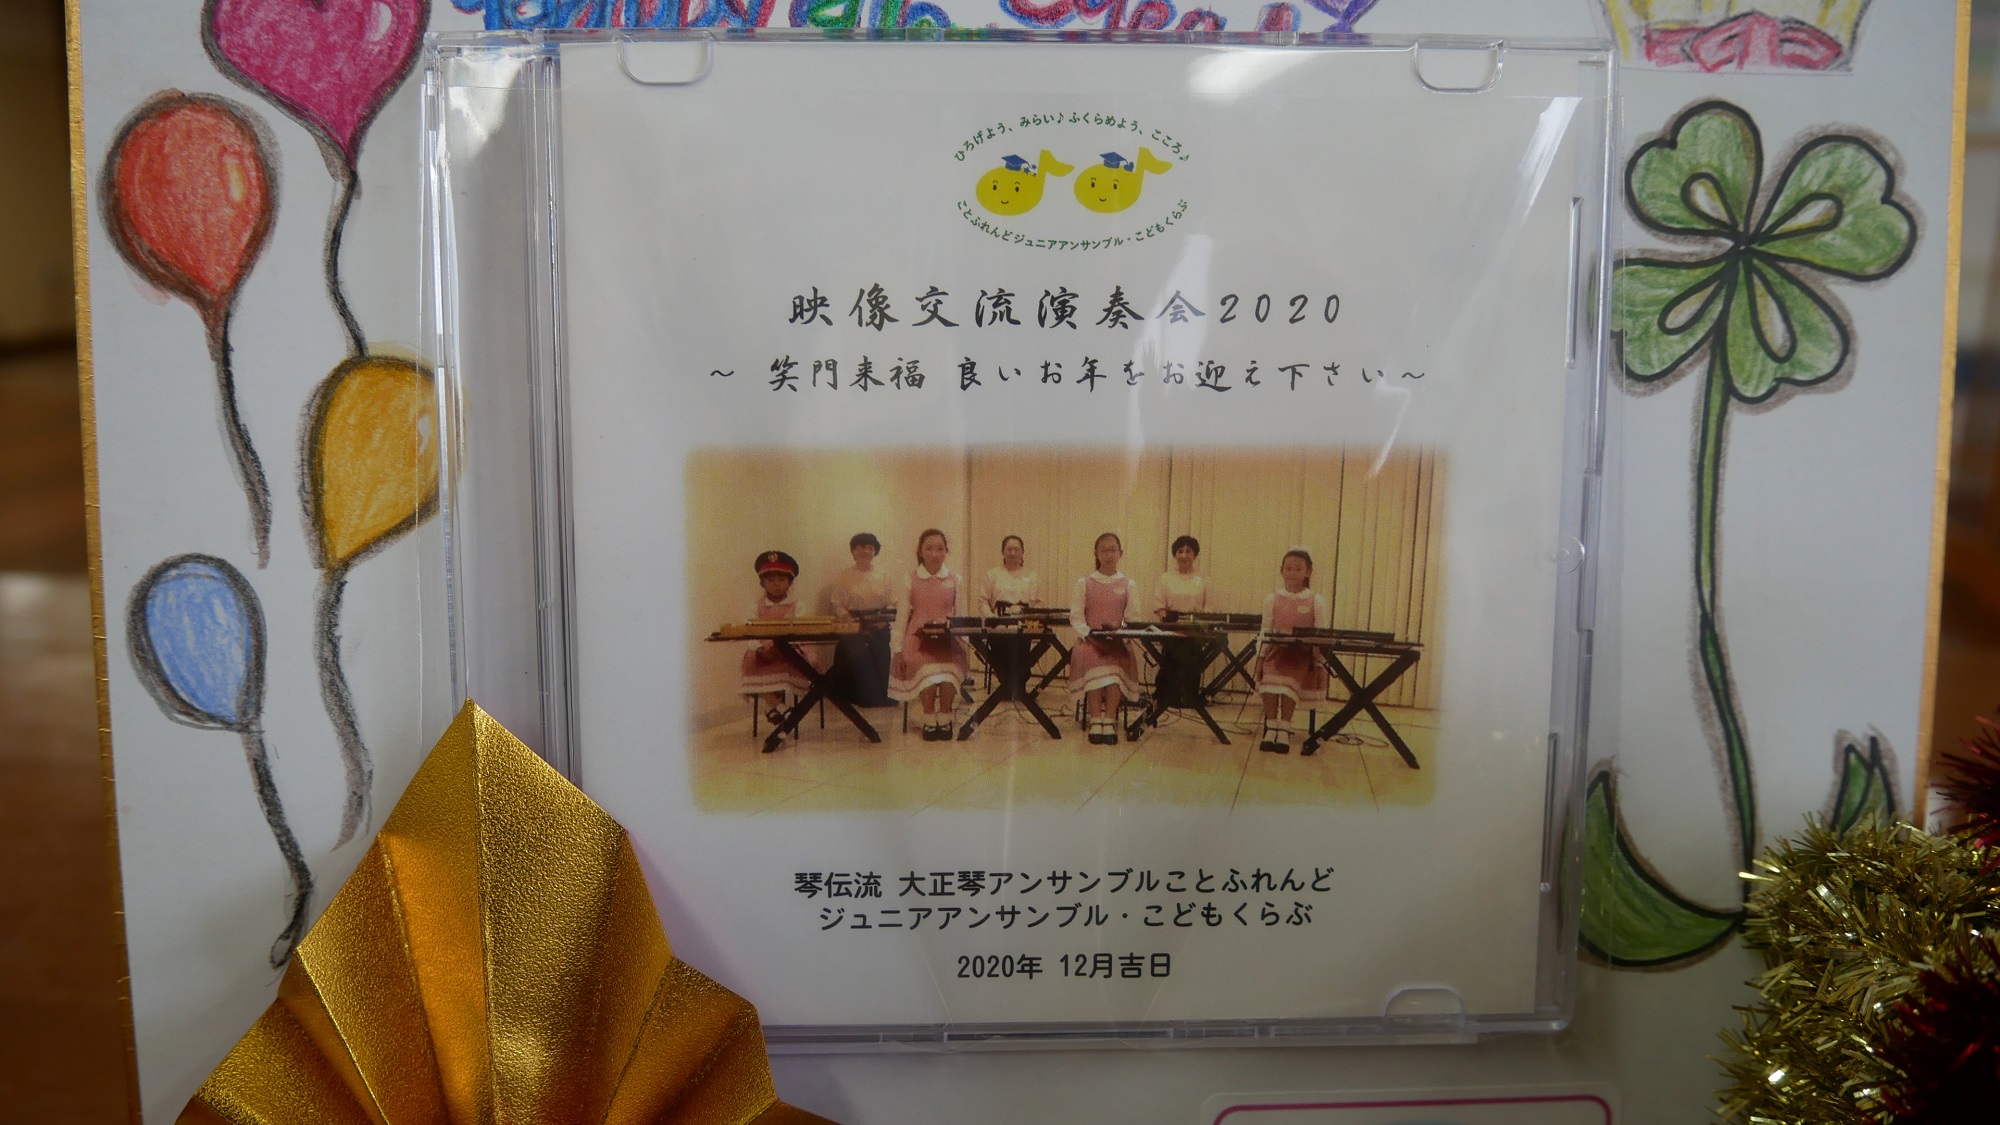 ひろげよう、みらい♪ふくらめよう、こころ♪
ことふれんどジュニアアンサンブル・こどもくらぶ
映像交流演奏会2020
～ 笑門来福 良いお年をお迎え下さい～
琴伝流 大正琴アンサンブルことふれんど
ジュニアアンサンブル・こどもくらぶ
2020年 12月吉日